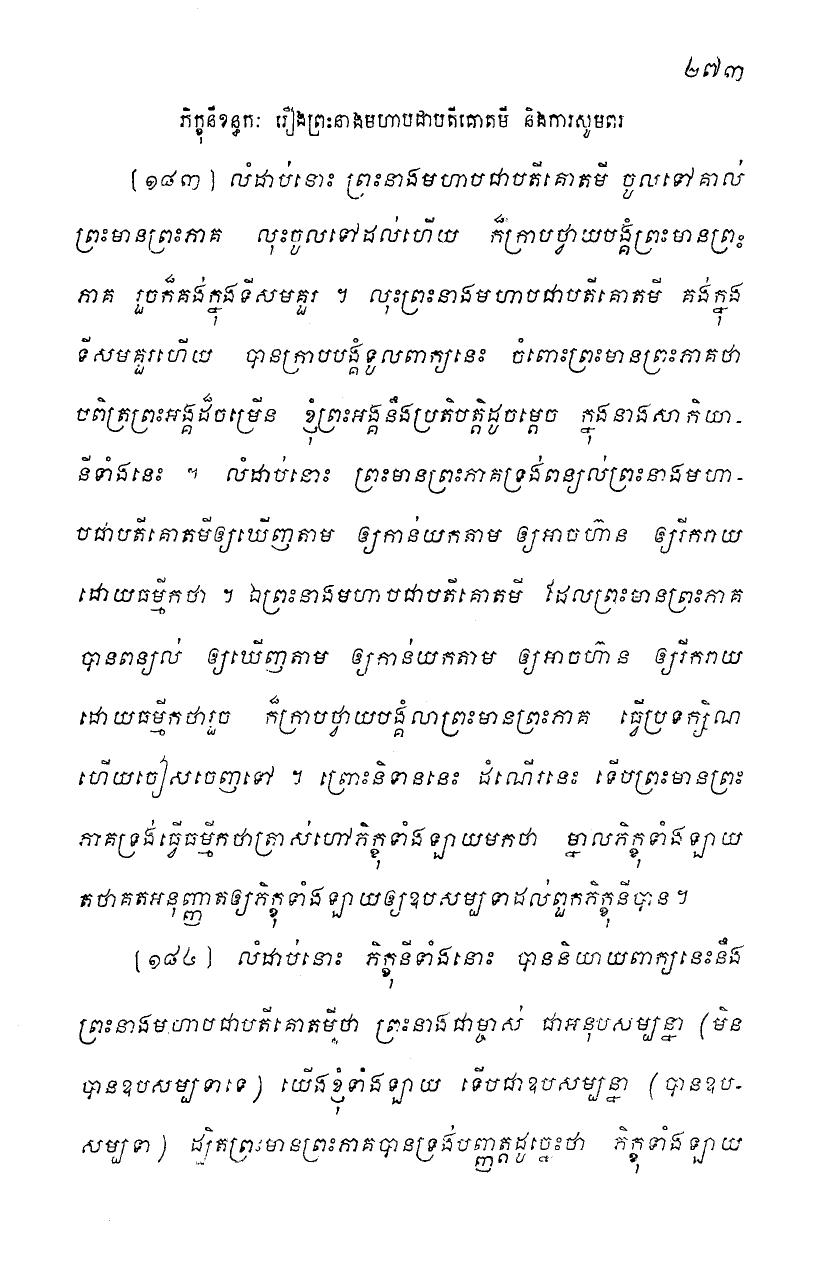 ២៧៣
ភិក្ខុនីខន្ធកៈ រឿងព្រះនាងមហាបជាបតីគោតមី និងការសូមពរ
[១៨៣] លំដាប់នោះ ព្រះនាងមហាបជាបតីគោតមី ចូលទៅគាល់
ព្រះមានព្រះភាគ លុះចូលទៅដល់ហើយ ក៏ក្រាបថ្វាយបង្គំព្រះមានព្រះ
ភាគ រួចក៏គង់ក្នុងទីសមគួរ ។ លុះព្រះនាងមហាបជាបតីគោតមី គង់ក្នុង
ទីសមគួរហើយ បានក្រាបបង្គំទូលពាក្យនេះ ចំពោះព្រះមានព្រះភាគថា
បពិត្រព្រះអង្គដ៏ចម្រើន ខ្ញុំព្រះអង្គនឹងប្រតិបត្តិដូចម្តេច ក្នុងនាងសាកិយា-
នីទាំងនេះ ។ លំដាប់នោះ ព្រះមានព្រះភាគទ្រង់ពន្យល់ព្រះនាងមហា-
បជាបតីគោតមីឲ្យឃើញតាម ឲ្យកាន់យកតាម ឲ្យអាចហ៊ាន ឲ្យរីករាយ
ដោយធម្មីកថា ។ ឯព្រះនាងមហាបជាបតីគោតមី ដែលព្រះមានព្រះភាគ
បានពន្យល់ ឲ្យឃើញតាម ឲ្យកាន់យកតាម ឲ្យអាចហ៊ាន ឲ្យរីករាយ
ដោយធម្មីកថារួច ក៏ក្រាបថ្វាយបង្គំលាព្រះមានព្រះភាគ ធ្វើប្រទក្សិណ
ហើយចៀសចេញទៅ ។ ព្រោះនិទាននេះ ដំណើរនេះ ទើបព្រះមានព្រះ
ភាគទ្រង់ធ្វើធម្មីកថាត្រាស់ហៅភិក្ខុទាំងឡាយមកថា ម្នាលភិក្ខុទាំងឡាយ
តថាគតអនុញ្ញាតឲ្យភិក្ខុទាំងឡាយឲ្យឧបសម្បទាដល់ពួកភិក្ខុនីបាន ។
[១៨៤] លំដាប់នោះ ភិក្ខុនីទាំងនោះ បាននិយាយពាក្យនេះនឹង
ព្រះនាងមហាបជាបតីគោតមីថា ព្រះនាងជាម្ចាស់ ជាអនុបសម្បន្នា (មិន
បានឧបសម្បទាទេ) យើងខ្ញុំទាំងឡាយ ទើបជាឧបសម្បន្នា (បានឧប-
សម្បទា) ដ្បិតព្រះមានព្រះភាគបានទ្រង់បញ្ញត្តដូច្នេះថា ភិក្ខុទាំងឡាយ